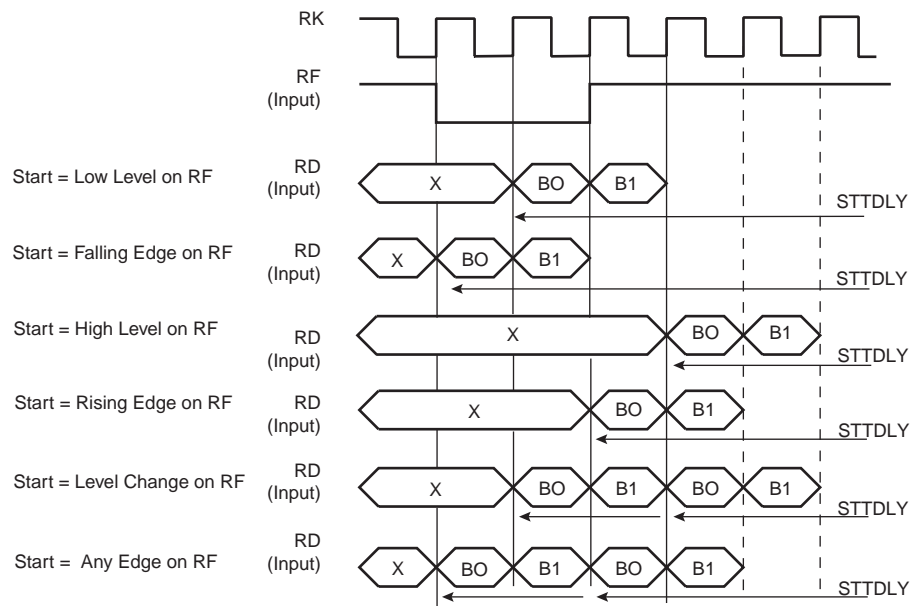 RK
RF
(Input)
Start = Low Level on RF
RD
(Input)
X
BO
B1
STTDLY
Start = Falling Edge on RF
RD
(Input)
X
BO
B1
STTDLY
Start = High Level on RF
RD
(Input)
X
BO
B1
STTDLY
Start = Rising Edge on RF
RD
(Input)
X
BO
B1
STTDLY
Start = Level Change on RF
RD
(Input)
X
BO
B1
BO
B1
STTDLY
Start = Any Edge on RF
RD
(Input)
X
BO
B1
BO
B1
STTDLY